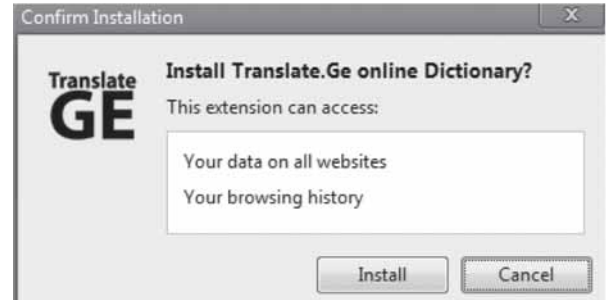 Confirm Installation
X
Translate
GE
Install Translate.Ge online Dictionary?
This extension can access:
Your data on all websites
Your browsing history
Install
Cancel